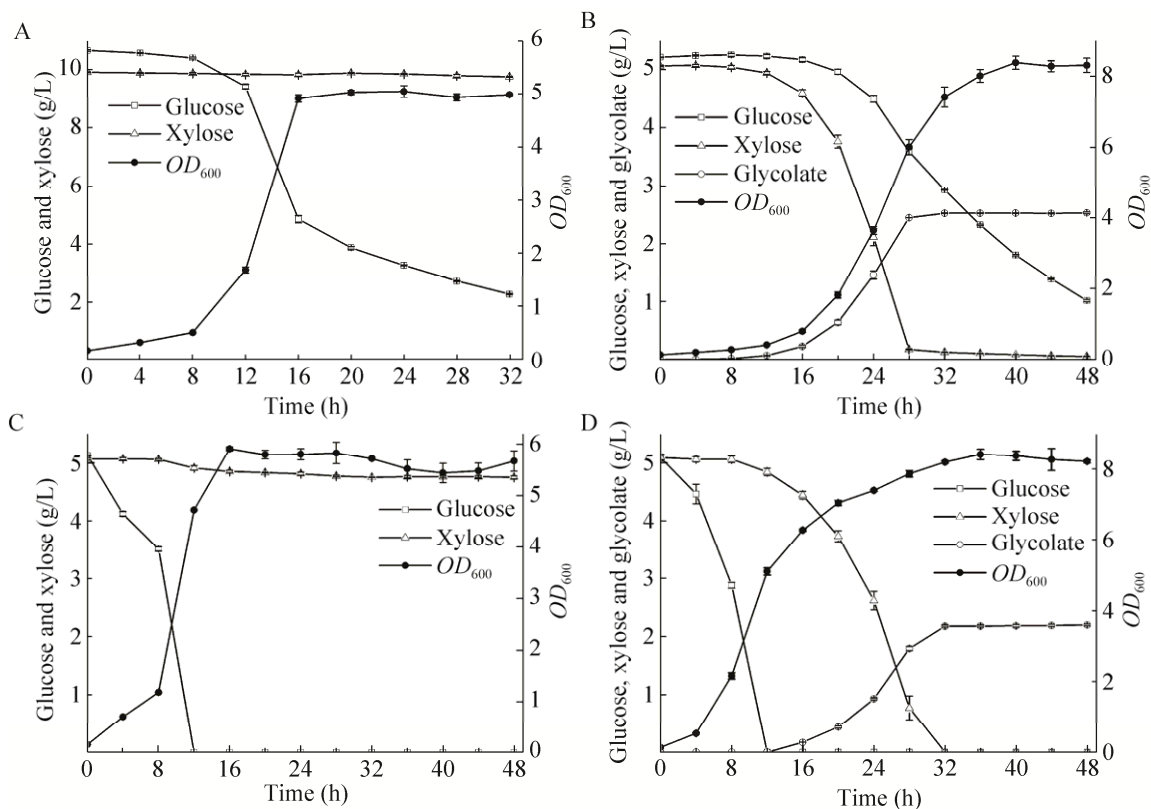 A
Glucose and xylose (g/L)
10
8
6
4
2
Glucose
Xylose
OD600
6
5
4
3
2
1
0
OD600
0 4 8 12 16 20 24 28 32
Time (h)
B
Glucose, xylose and glycolate (g/L)
5
4
3
2
1
Glucose
Xylose
Glycolate
OD600
8
6
4
2
0
OD600
0 8 16 24 32 40 48
Time (h)
C
Glucose and xylose (g/L)
5
4
3
2
1
Glucose
Xylose
OD600
6
5
4
3
2
1
0
OD600
0 8 16 24 32 40 48
Time (h)
D
Glucose, xylose and glycolate (g/L)
5
4
3
2
1
Glucose
Xylose
Glycolate
OD600
8
6
4
2
0
OD600
0 8 16 24 32 40 48
Time (h)